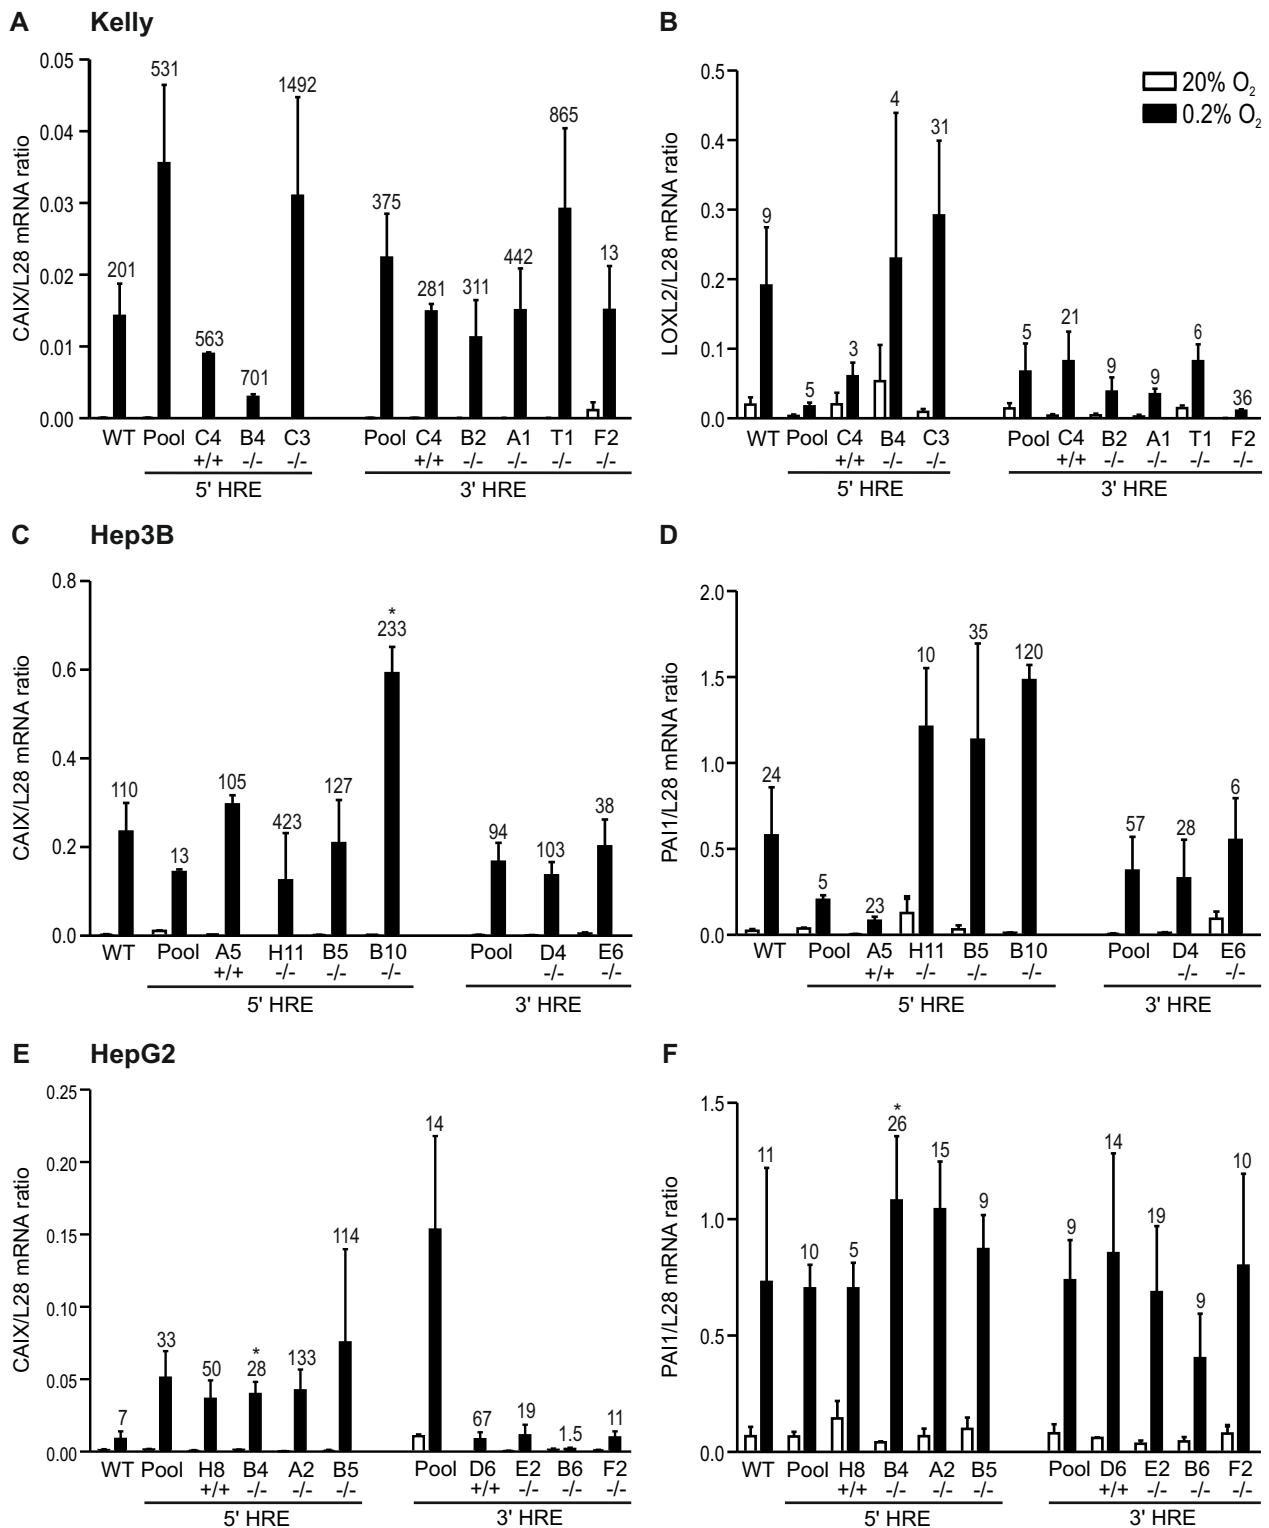 A Kelly
CAIX/L28 mRNA ratio
0.05
0.04
0.03
0.02
0.01
0.00
201 531 563 701 1492 375 281 311 442 865 13
WT Pool C4 B4 C3 Pool C4 B2 A1 T1 F2
+/+ -/- -/- +/+ -/- -/- -/- -/-
5' HRE 3' HRE
B
20% O2
0.2% O2
LOXL2/L28 mRNA ratio
0.5
0.4
0.3
0.2
0.1
0.0
9 5 3 4 31 5 21 9 9 6 36
WT Pool C4 B4 C3 Pool C4 B2 A1 T1 F2
+/+ -/- -/- +/+ -/- -/- -/- -/-
5' HRE 3' HRE
C Hep3B
CAIX/L28 mRNA ratio
0.8
0.6
0.4
0.2
0.0
*
110 13 105 423 127 233 94 103 38
WT Pool A5 H11 B5 B10 Pool D4 E6
+/+ -/- -/- -/- -/- -/-
5' HRE 3' HRE
D
PAI1/L28 mRNA ratio
2.0
1.5
1.0
0.5
0.0
24 5 23 10 35 120 57 28 6
WT Pool A5 H11 B5 B10 Pool D4 E6
+/+ -/- -/- -/- -/- -/-
5' HRE 3' HRE
E HepG2
CAIX/L28 mRNA ratio
0.25
0.20
0.15
0.10
0.05
0.00
*
7 33 50 28 133 114 14 67 19 1.5 11
WT Pool H8 B4 A2 B5 Pool D6 E2 B6 F2
+/+ -/- -/- -/- +/+ -/- -/- -/-
5' HRE 3' HRE
F
PAI1/L28 mRNA ratio
1.5
1.0
0.5
0.0
*
11 10 5 26 15 9 9 14 19 9 10
WT Pool H8 B4 A2 B5 Pool D6 E2 B6 F2
+/+ -/- -/- -/- +/+ -/- -/- -/-
5' HRE 3' HRE